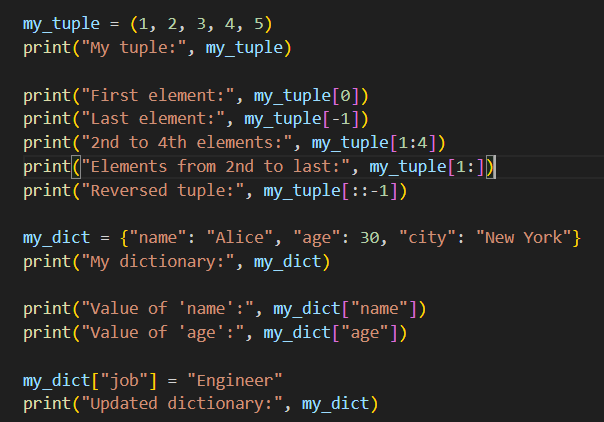 my_tuple = (1, 2, 3, 4, 5)
print("My tuple:", my_tuple)
print("First element:", my_tuple[0])
print("Last element:", my_tuple[-1])
print("2nd to 4th elements:", my_tuple[1:4])
print("Elements from 2nd to last:", my_tuple[1:])
print("Reversed tuple:", my_tuple[::-1])
my_dict = {"name": "Alice", "age": 30, "city": "New York"}
print("My dictionary:", my_dict)
print("Value of 'name':", my_dict["name"])
print("Value of 'age':", my_dict["age"])
my_dict["job"] = "Engineer"
print("Updated dictionary:", my_dict)